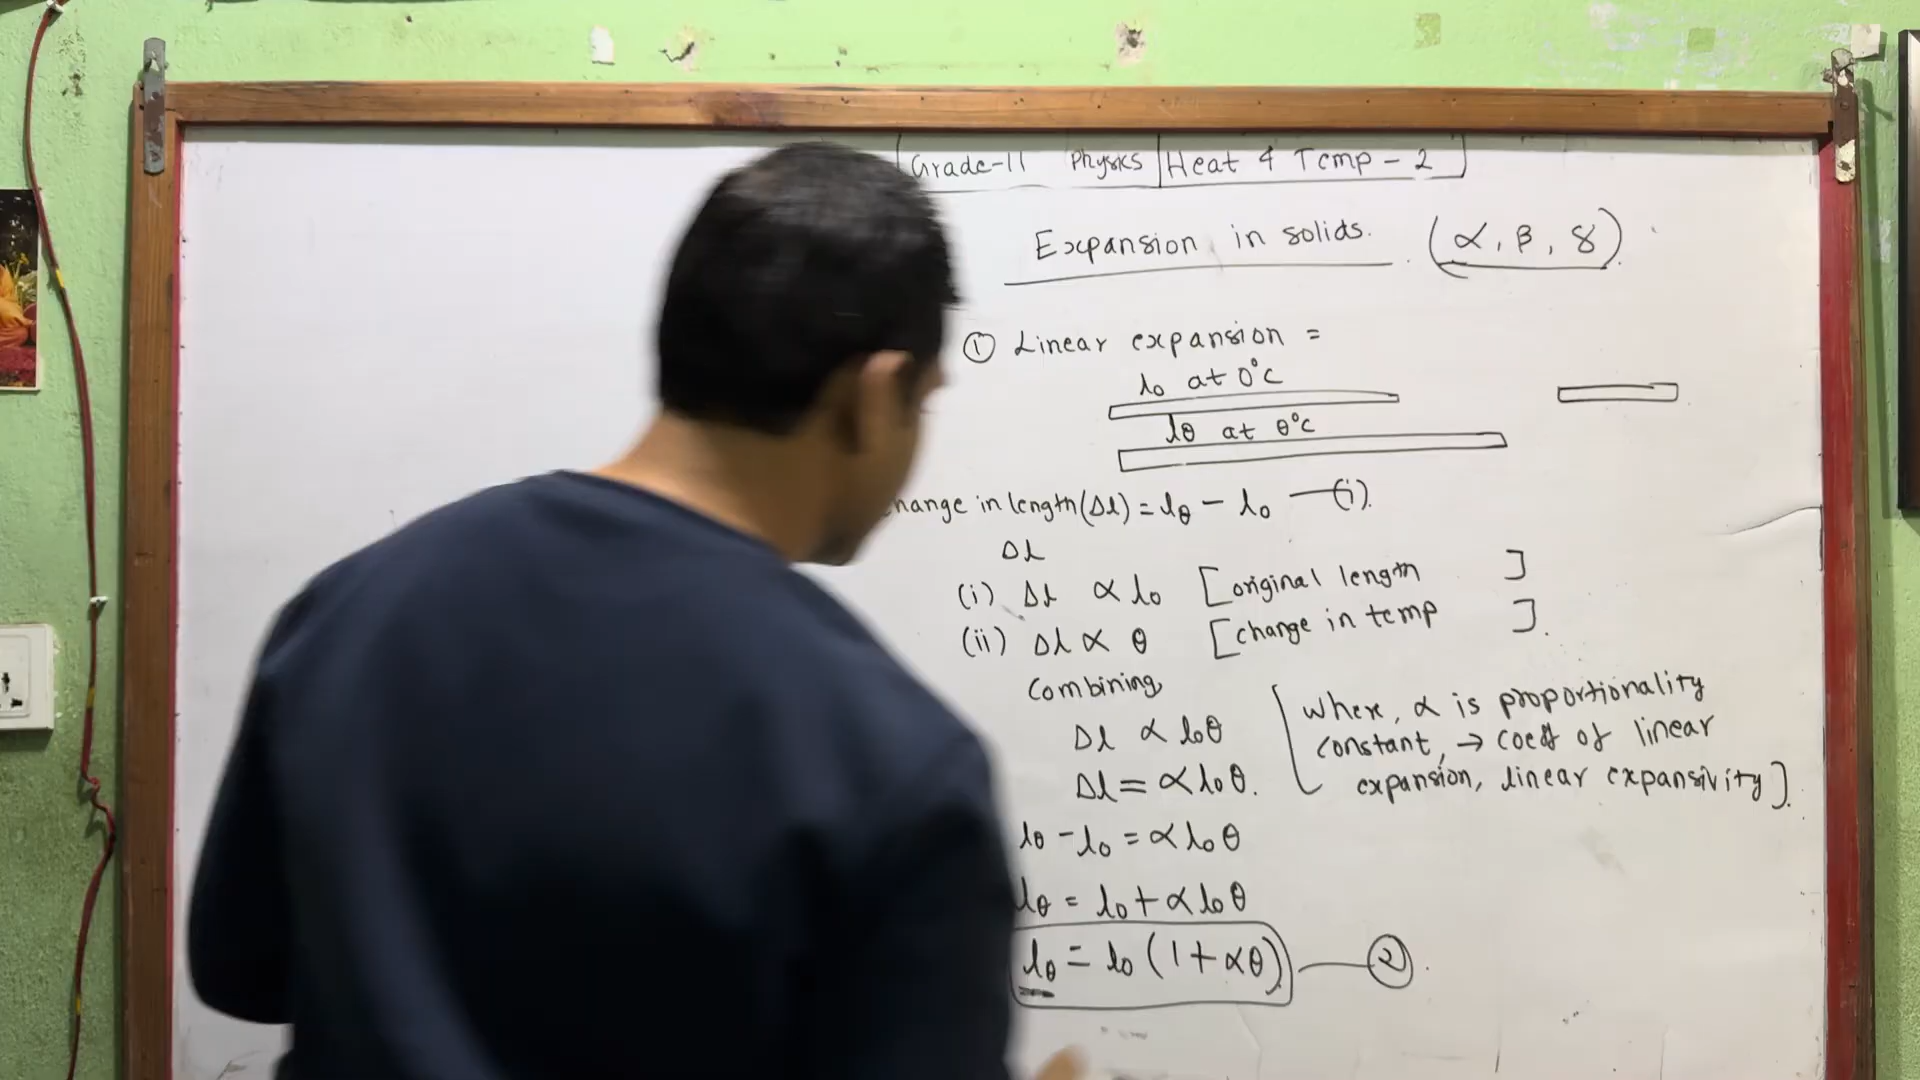 Grade-11 Physics Heat & Temp - 2
Expansion in solids. (α, β, γ).
① Linear expansion =
l₀ at 0°C
lθ at θ°C
hange in length(Δl) = lθ - l₀ —(i).
Δl
(i) Δl ∝ l₀ [original length ]
(ii) Δl ∝ θ [change in temp ].
Combining
Δl ∝ l₀θ
Δl = αl₀θ.
[where, α is proportionality
constant, → coeff of linear
expansion, linear expansivity].
lθ - l₀ = αl₀θ
lθ = l₀ + αl₀θ
lθ = l₀(1+αθ) —②.